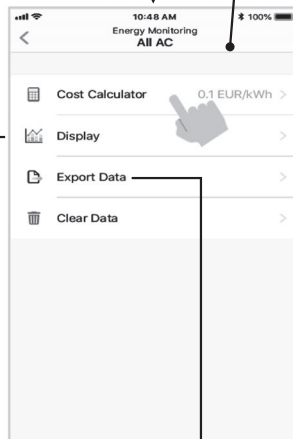 10:48 AM 100%
Energy Monitoring
All AC
Cost Calculator 0.1 EUR/kWh
Display
Export Data
Clear Data